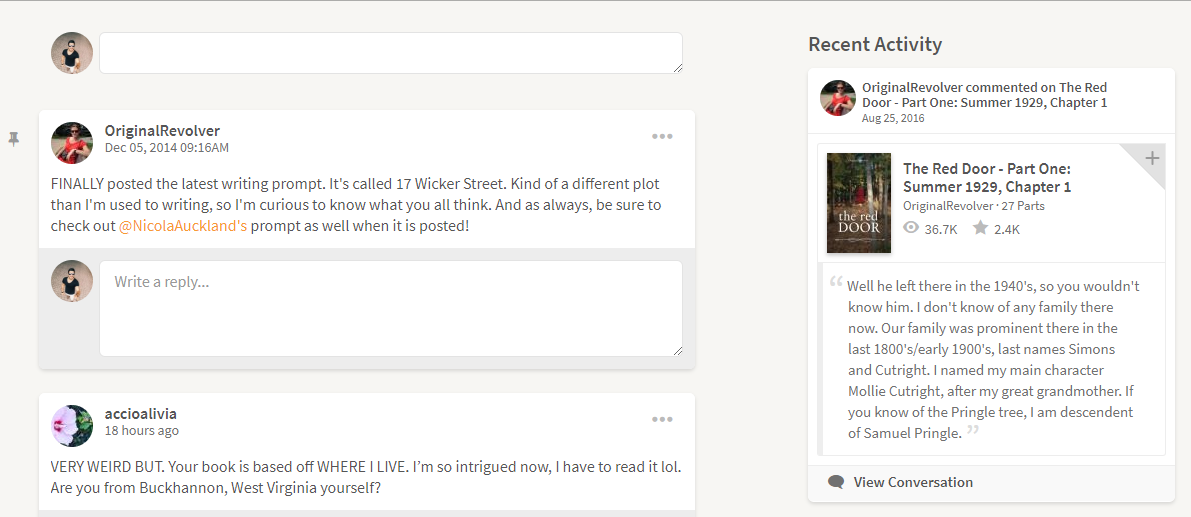 OriginalRevolver
Dec 05, 2014 09:16AM
FINALLY posted the latest writing prompt. It's called 17 Wicker Street. Kind of a different plot
than I'm used to writing, so I'm curious to know what you all think. And as always, be sure to
check out @NicolaAuckland's prompt as well when it is posted!
Write a reply...
accioalivia
18 hours ago
VERY WEIRD BUT. Your book is based off WHERE I LIVE. I'm so intrigued now, I have to read it lol.
Are you from Buckhannon, West Virginia yourself?
Recent Activity
OriginalRevolver commented on The Red
Door - Part One: Summer 1929, Chapter 1
Aug 25, 2016
the red
DOOR
The Red Door - Part One:
Summer 1929, Chapter 1
OriginalRevolver · 27 Parts
36.7K 2.4K
“ Well he left there in the 1940's, so you wouldn't
know him. I don't know of any family there
now. Our family was prominent there in the
last 1800's/early 1900's, last names Simons
and Cutright. I named my main character
Mollie Cutright, after my great grandmother. If
you know of the Pringle tree, I am descendent
of Samuel Pringle. ”
View Conversation